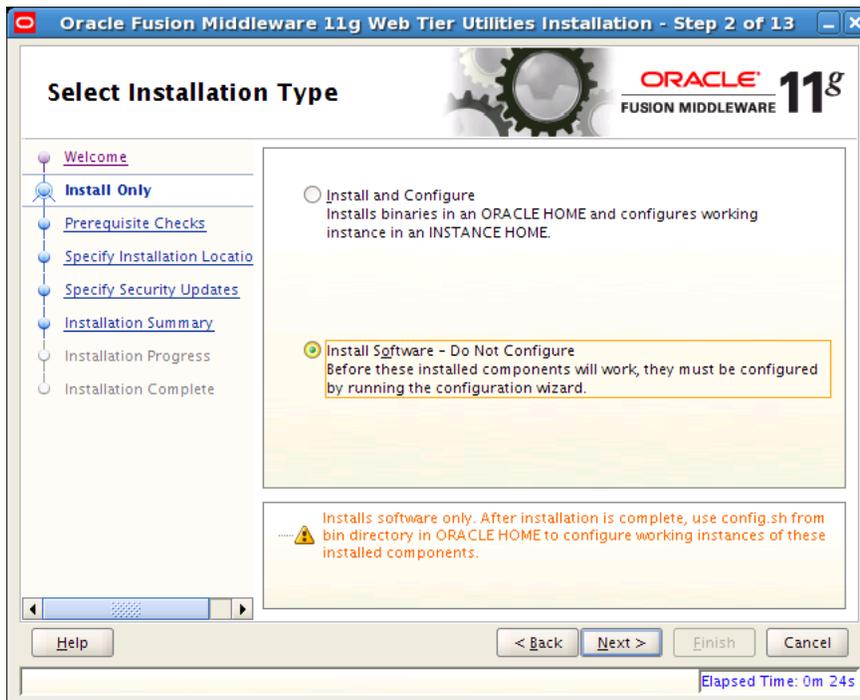 Oracle Fusion Middleware 11g Web Tier Utilities Installation - Step 2 of 13
Select Installation Type
ORACLE
FUSION MIDDLEWARE 11g
Welcome
Install Only
Prerequisite Checks
Specify Installation Locatio
Specify Security Updates
Installation Summary
Installation Progress
Installation Complete
Install and Configure
Installs binaries in an ORACLE HOME and configures working
instance in an INSTANCE HOME.
Install Software - Do Not Configure
Before these installed components will work, they must be configured
by running the configuration wizard.
Installs software only. After installation is complete, use config.sh from
bin directory in ORACLE HOME to configure working instances of these
installed components.
Help
< Back
Next >
Finish
Cancel
Elapsed Time: 0m 24s